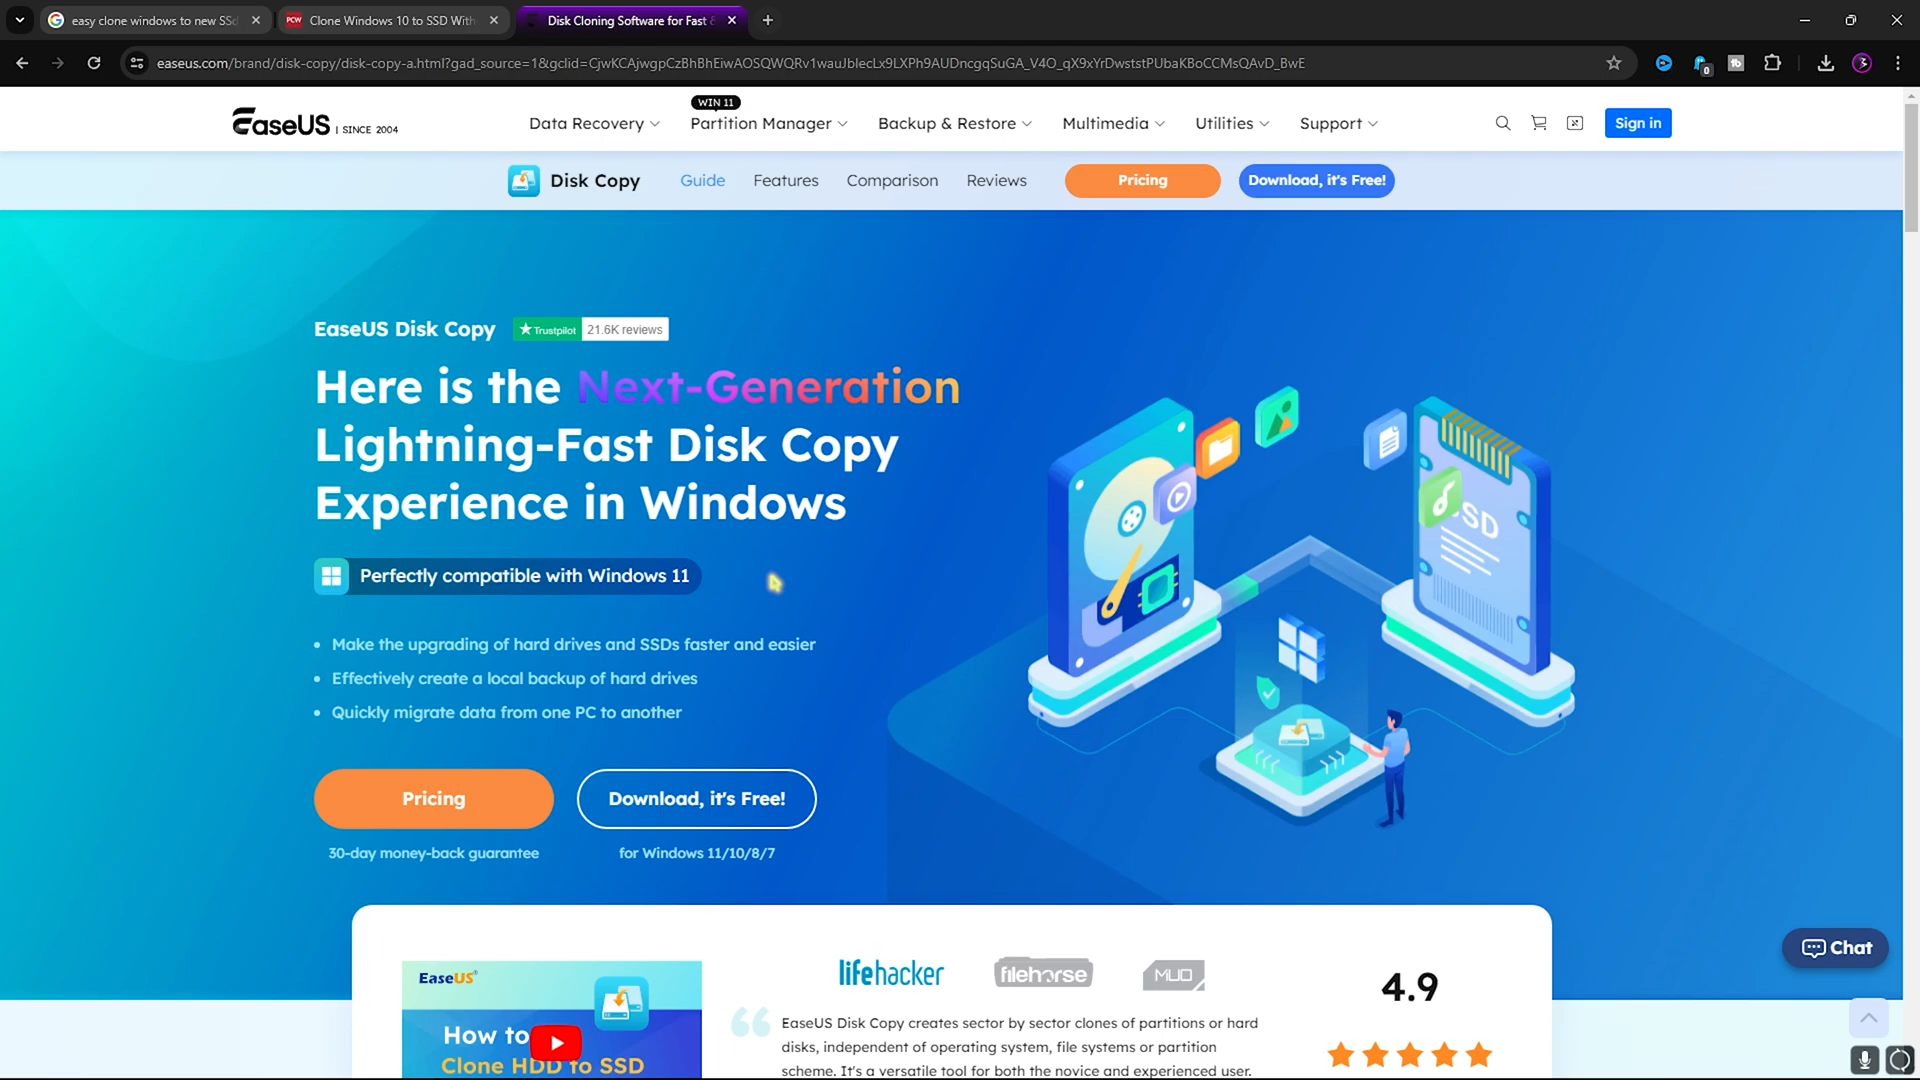 easy clone windows to new SSd
Clone Windows 10 to SSD With
Disk Cloning Software for Fast &
easeus.com/brand/disk-copy/disk-copy-a.html?gad_source=1&gclid=CjwKCAjwgpCzBhBhEiwAOSQWQRv1wauJblecLx9LXPh9AUDncgqSuGA_V4O_qX9xYrDwststPUbaKBoCCMsQAvD_BwE
0
EaseUS | SINCE 2004
Data Recovery
WIN 11
Partition Manager
Backup & Restore
Multimedia
Utilities
Support
Sign in
Disk Copy
Guide
Features
Comparison
Reviews
Pricing
Download, it's Free!
EaseUS Disk Copy
Trustpilot
21.6K reviews
Here is the Next-Generation
Lightning-Fast Disk Copy
Experience in Windows
Perfectly compatible with Windows 11
Make the upgrading of hard drives and SSDs faster and easier
Effectively create a local backup of hard drives
Quickly migrate data from one PC to another
Pricing
Download, it's Free!
30-day money-back guarantee
for Windows 11/10/8/7
SSD
Chat
EaseUS
How to
Clone HDD to SSD
lifehacker
filehorse
MUO
4.9
EaseUS Disk Copy creates sector by sector clones of partitions or hard
disks, independent of operating system, file systems or partition
scheme. It's a versatile tool for both the novice and experienced user.